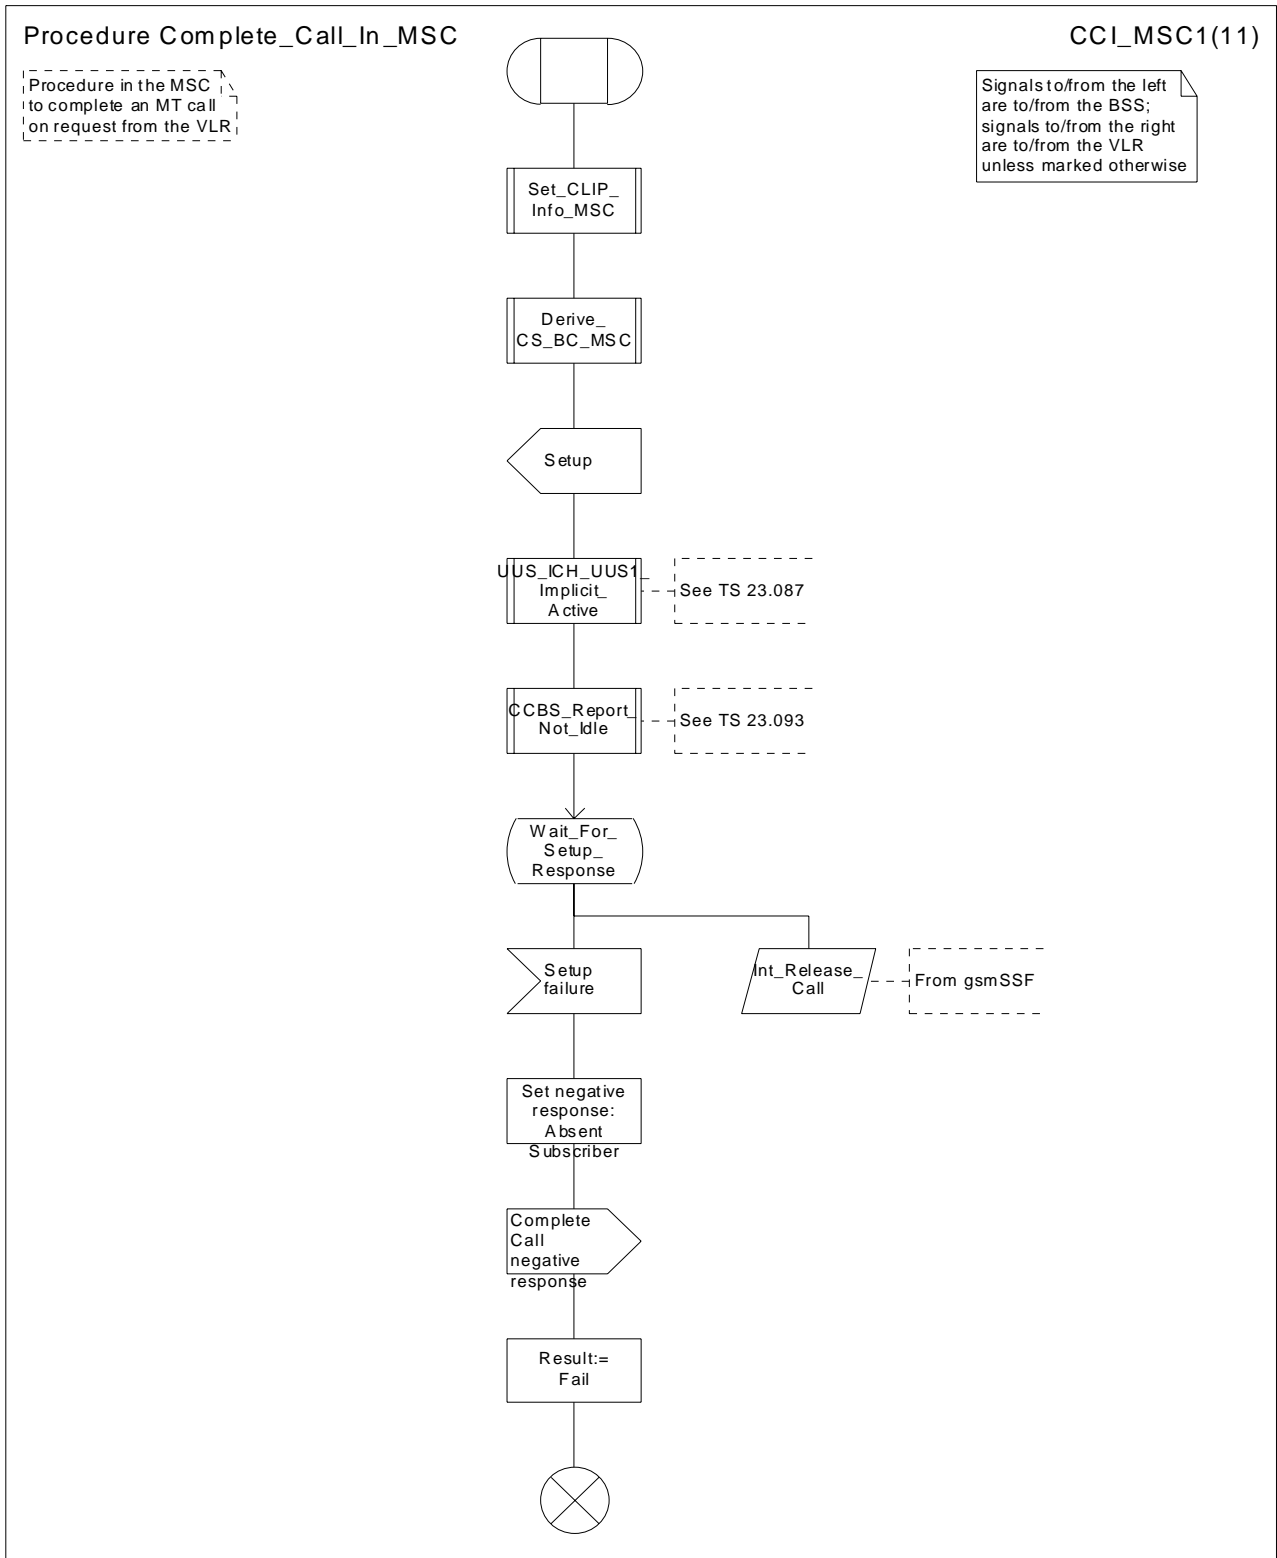 Procedure Complete_Call_In_MSC
CCI_MSC1(11)
Procedure in the MSC
to complete an MT call
on request from the VLR
Signals to/from the left
are to/from the BSS;
signals to/from the right
are to/from the VLR
unless marked otherwise
Set_CLIP_
Info_MSC
Derive_
CS_BC_MSC
Setup
UUS_ICH_UUS1_
Implicit_
Active
See TS 23.087
CCBS_Report_
Not_Idle
See TS 23.093
Wait_For_
Setup_
Response
Setup
failure
Int_Release_
Call
From gsmSSF
Set negative
response:
Absent
Subscriber
Complete
Call
negative
response
Result:=
Fail